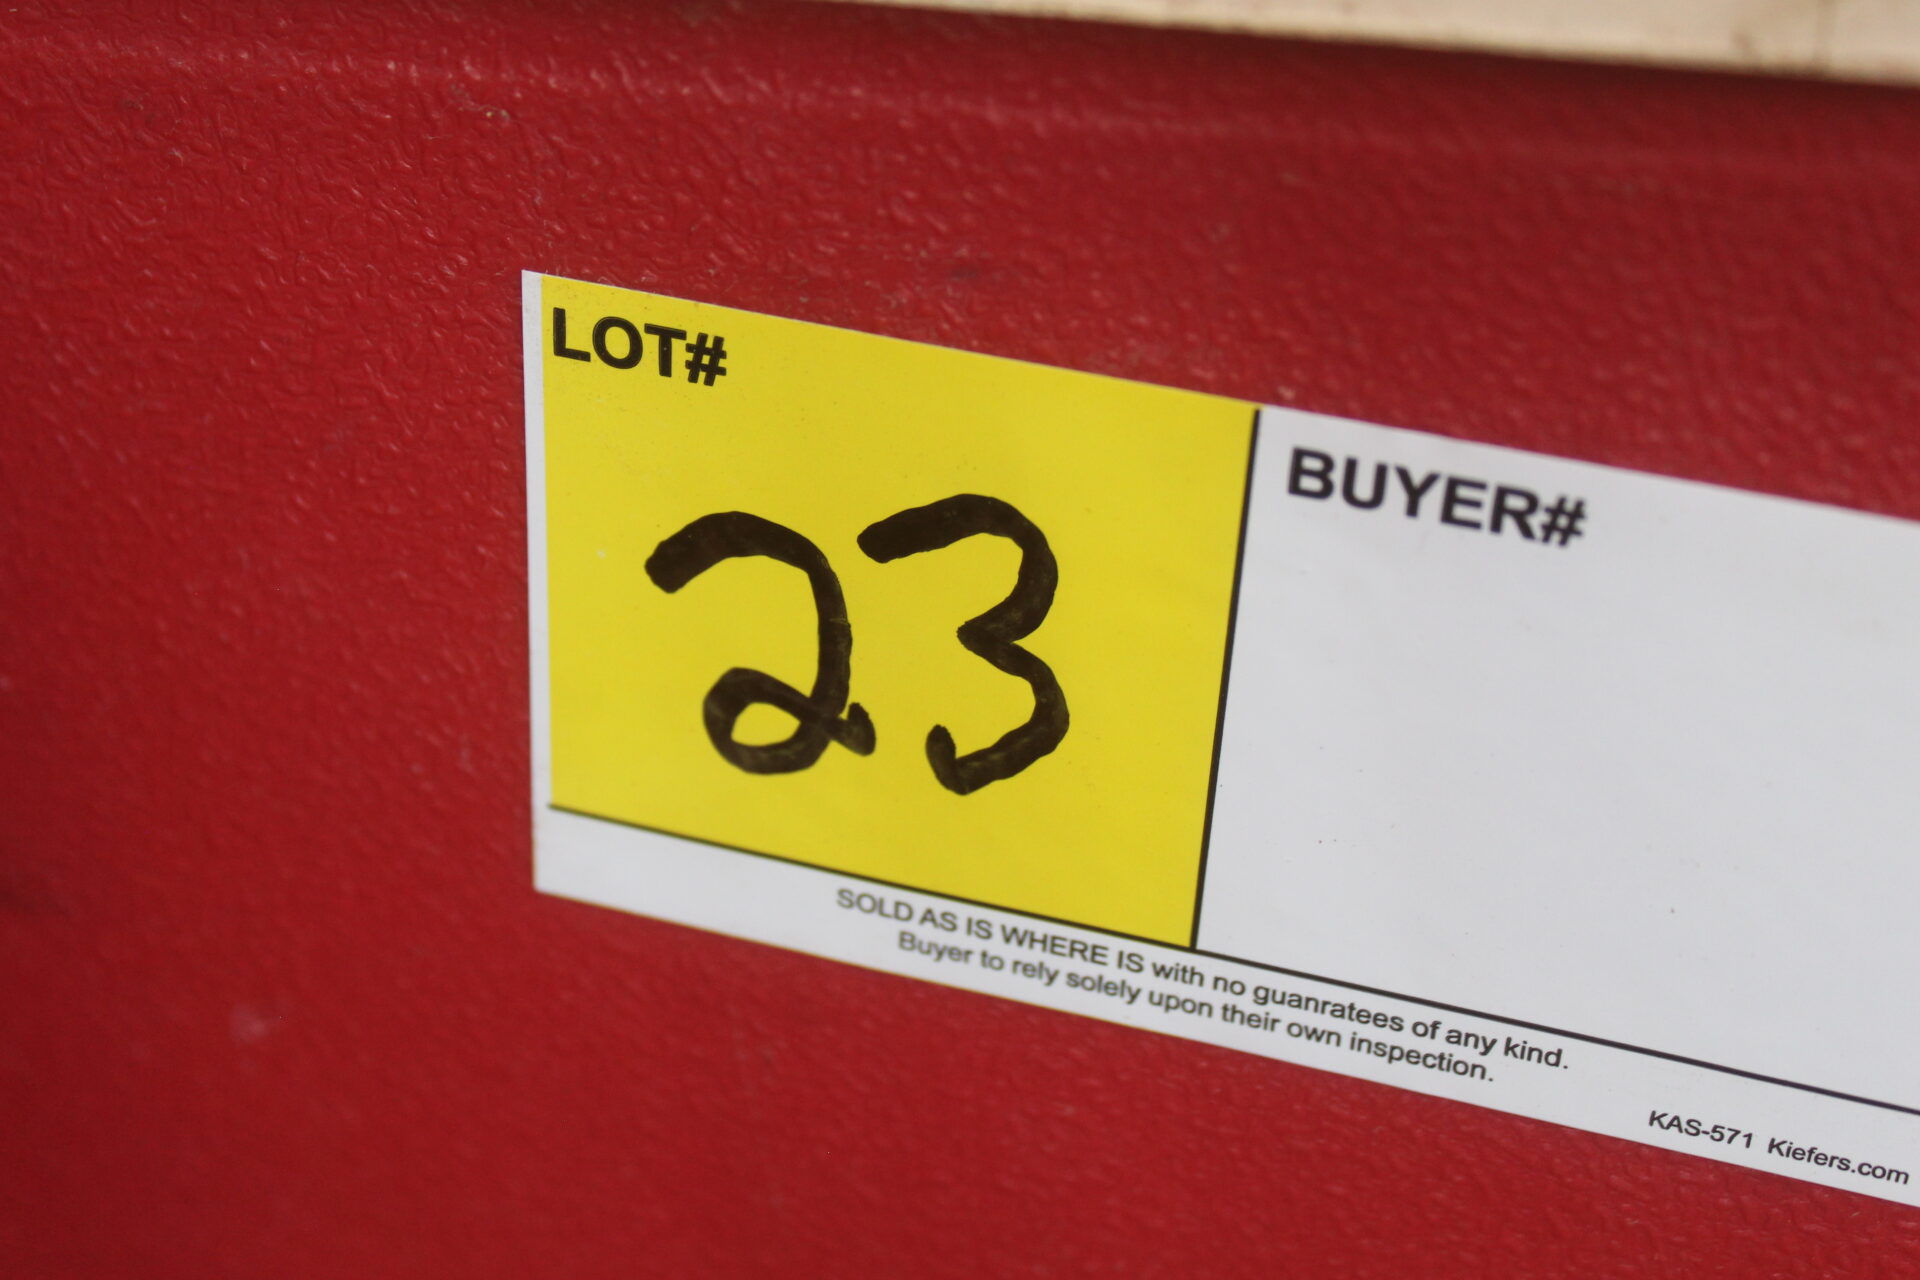 LOT#
23
BUYER#
SOLD AS IS WHERE IS with no guanratees of any kind.
Buyer to rely solely upon their own inspection.
KAS-571 Kiefers.com